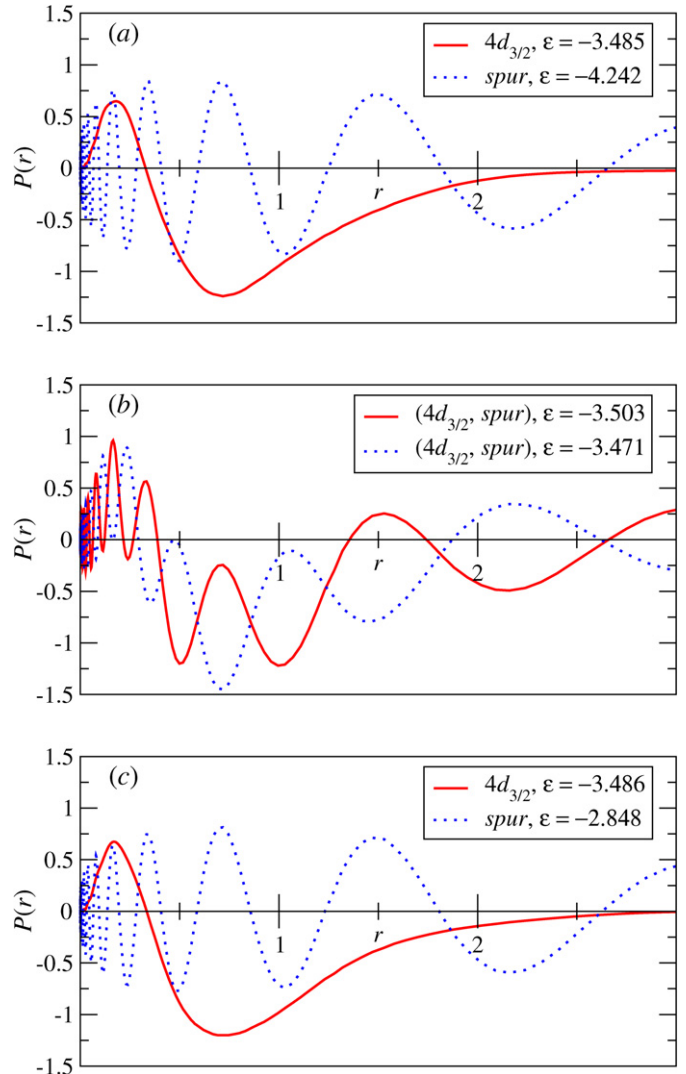 (a)
4d3/2, ε = −3.485
spur, ε = −4.242
1.5
1
0.5
0
-0.5
-1
-1.5
P(r)
1
r
2
(b)
(4d3/2, spur), ε = −3.503
(4d3/2, spur), ε = −3.471
1.5
1
0.5
0
-0.5
-1
-1.5
P(r)
1
r
2
(c)
4d3/2, ε = −3.486
spur, ε = −2.848
1.5
1
0.5
0
-0.5
-1
-1.5
P(r)
1
r
2